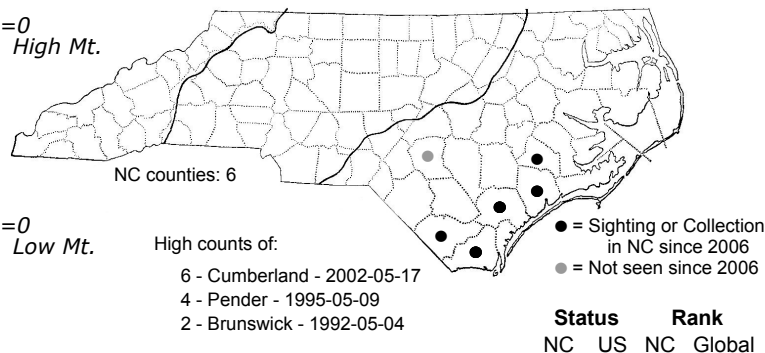 =0
High Mt.
NC counties: 6
=0
Low Mt.
High counts of:
6 - Cumberland - 2002-05-17
4 - Pender - 1995-05-09
2 - Brunswick - 1992-05-04
= Sighting or Collection
in NC since 2006
= Not seen since 2006
Status Rank
NC US NC Global